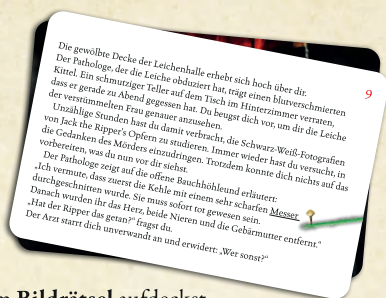 Die gewölbte Decke der Leichenhalle erhebt sich hoch über dir.
Der Pathologe, der die Leiche obduziert hat, trägt einen blutverschmierten
Kittel. Ein schmutziger Teller auf dem Tisch im Hinterzimmer verraten,
dass er gerade zu Abend gegessen hat. Du beugst dich vor, um dir die Leiche
der verstümmelten Frau genauer anzusehen.
Unzählige Stunden hast du damit verbracht, die Schwarz-Weiß-Fotografien
von Jack the Ripper's Opfern zu studieren. Immer wieder hast du versucht, in
die Gedanken des Mörders einzudringen. Trotzdem konnte dich nichts auf das
vorbereiten, was du nun vor dir siehst.
Der Pathologe zeigt auf die offene Bauchhöhleund erläutert:
„Ich vermute, dass zuerst die Kehle mit einem sehr scharfen Messer
durchgeschnitten wurde. Sie muss sofort tot gewesen sein.
Danach wurden ihr das Herz, beide Nieren und die Gebärmutter entfernt."
„Hat der Ripper das getan?" fragst du.
Der Arzt starrt dich unverwandt an und erwidert: „Wer sonst?"
9
Bildrätsel aufdeckst